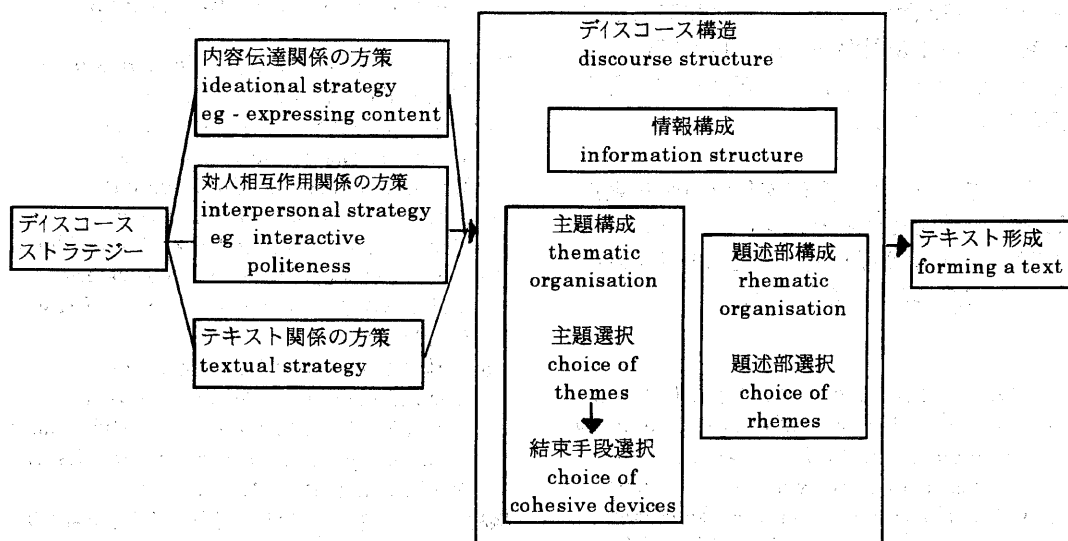 ディスコース
ストラテジー
内容伝達関係の方策
ideational strategy
eg - expressing content
対人相互作用関係の方策
interpersonal strategy
eg interactive
politeness
テキスト関係の方策
textual strategy
ディスコース構造
discourse structure
情報構成
information structure
主題構成
thematic
organisation
主題選択
choice of
themes
結束手段選択
choice of
cohesive devices
題述部構成
rhematic
organisation
題述部選択
choice of
rhemes
テキスト形成
forming a text